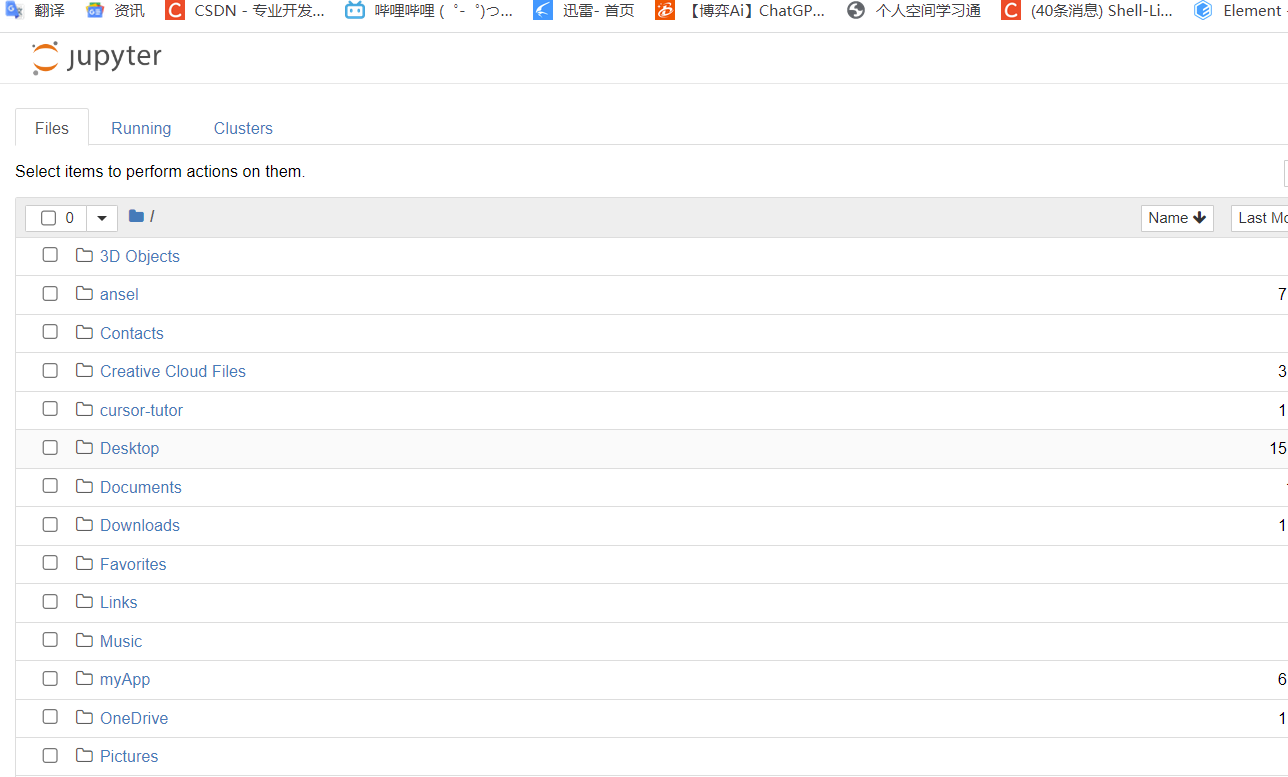 翻译 资讯 CSDN - 专业开发... 哔哩哔哩 ( ゜- ゜)つ... 迅雷- 首页 【博弈Ai】ChatGP... 个人空间学习通 (40条消息) Shell-Li... Element
jupyter
Files Running Clusters
Select items to perform actions on them.
0 / Name Last Mo
3D Objects
ansel 7
Contacts
Creative Cloud Files 3
cursor-tutor 1
Desktop 15
Documents
Downloads 1
Favorites
Links
Music
myApp 6
OneDrive 1
Pictures